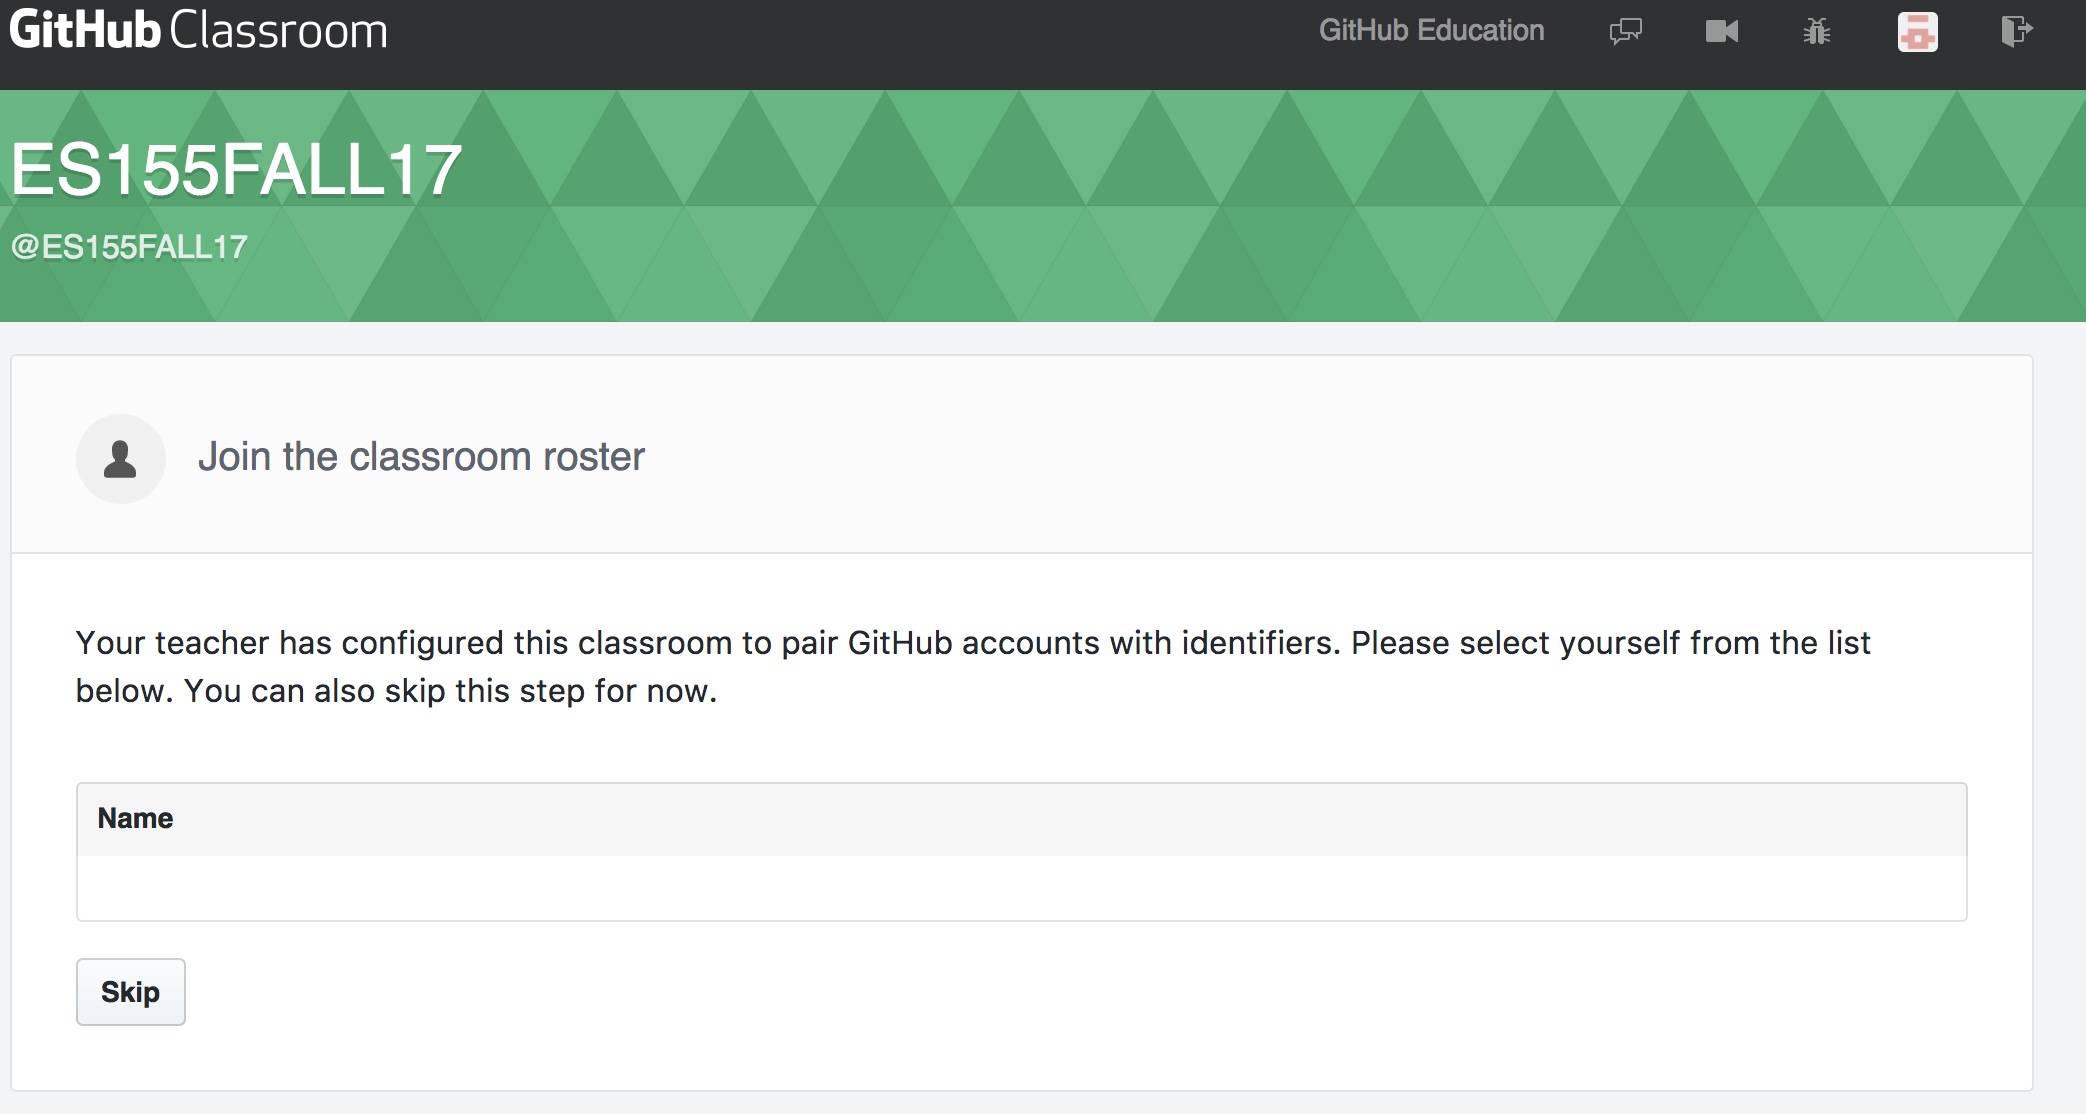 GitHub Classroom
GitHub Education
ES155FALL17
@ES155FALL17
Join the classroom roster
Your teacher has configured this classroom to pair GitHub accounts with identifiers. Please select yourself from the list
below. You can also skip this step for now.
Name
Skip